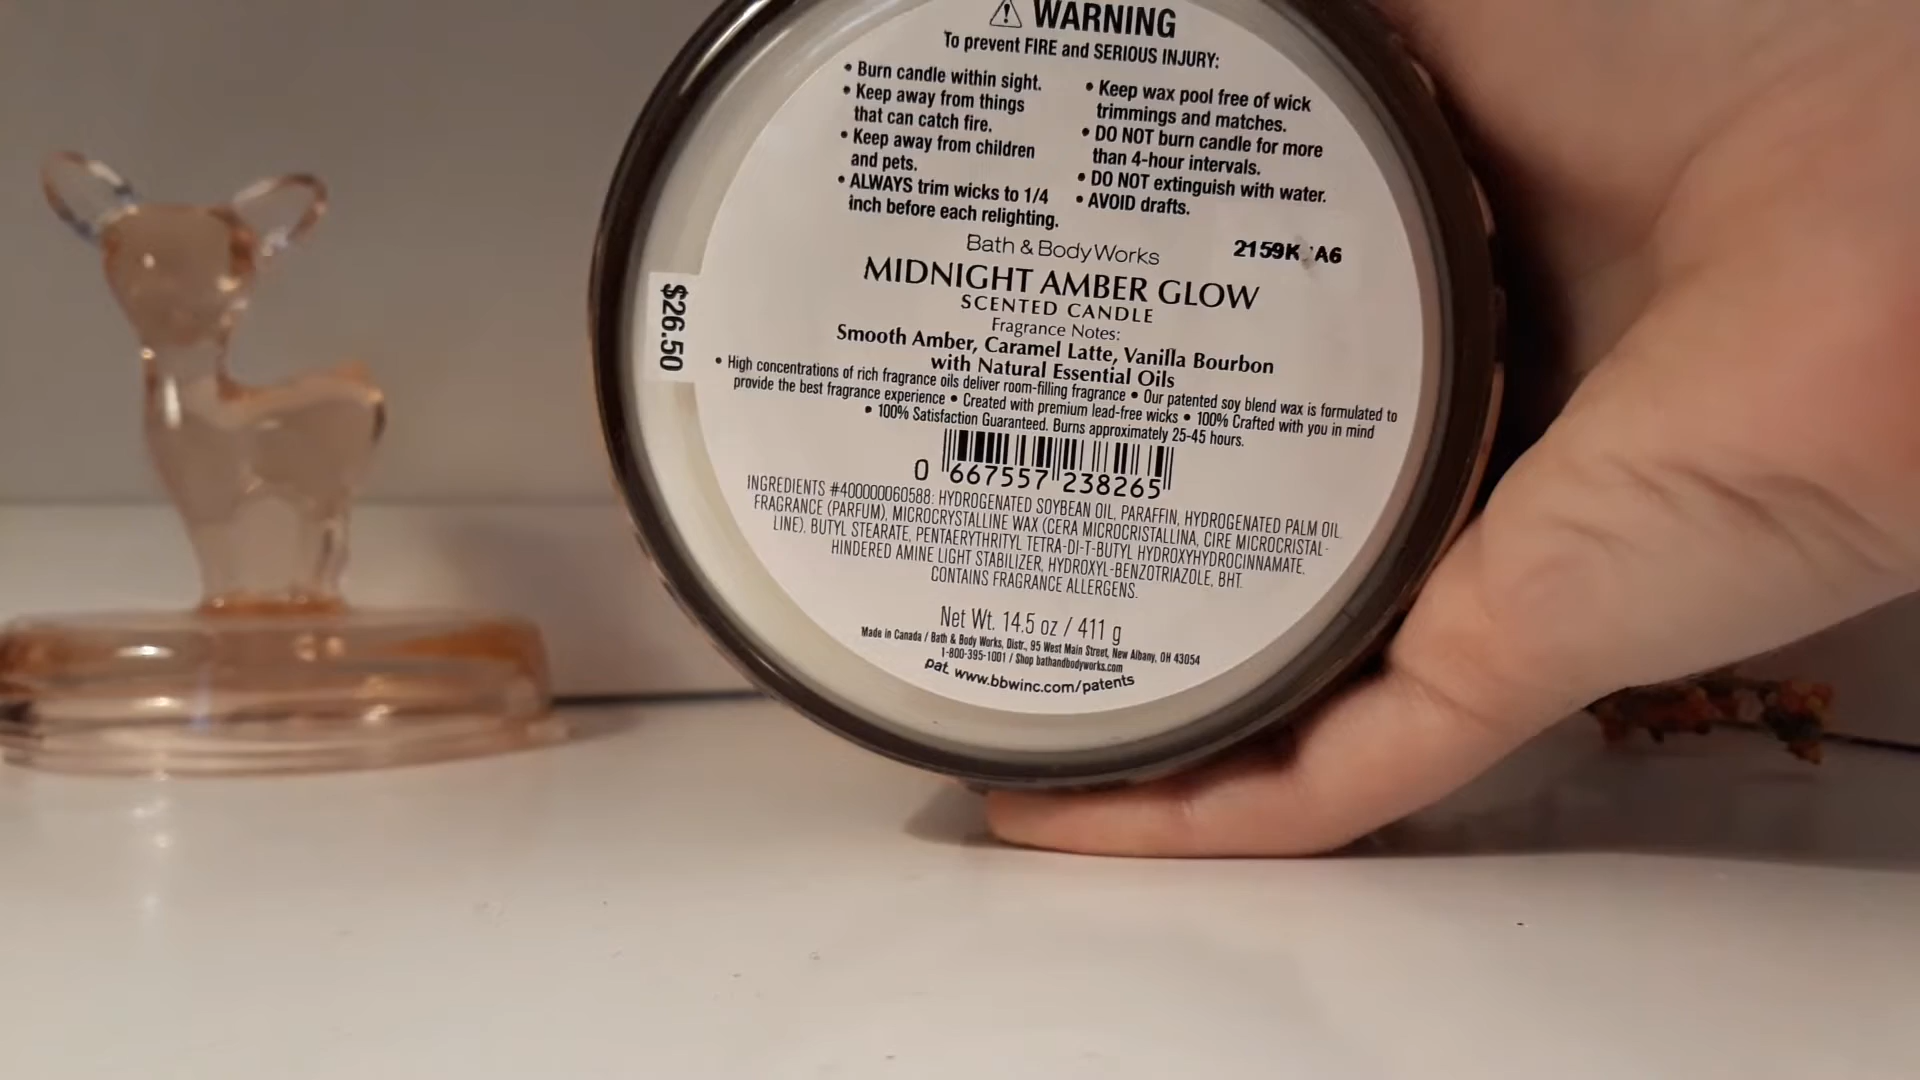 ⚠ WARNING
To prevent FIRE and SERIOUS INJURY:
• Burn candle within sight.
• Keep away from things
that can catch fire.
• Keep away from children
and pets.
• ALWAYS trim wicks to 1/4
inch before each relighting.
• Keep wax pool free of wick
trimmings and matches.
• DO NOT burn candle for more
than 4-hour intervals.
• DO NOT extinguish with water.
• AVOID drafts.
Bath & Body Works
2159K A6
MIDNIGHT AMBER GLOW
SCENTED CANDLE
Fragrance Notes:
Smooth Amber, Caramel Latte, Vanilla Bourbon
with Natural Essential Oils
• High concentrations of rich fragrance oils deliver room-filling fragrance • Our patented soy blend wax is formulated to
provide the best fragrance experience • Created with premium lead-free wicks • 100% Crafted with you in mind
• 100% Satisfaction Guaranteed. Burns approximately 25-45 hours.
$26.50
0 667557 238265
INGREDIENTS #400000060588: HYDROGENATED SOYBEAN OIL, PARAFFIN, HYDROGENATED PALM OIL,
FRAGRANCE (PARFUM), MICROCRYSTALLINE WAX (CERA MICROCRISTALLINA, CIRE MICROCRISTAL-
LINE), BUTYL STEARATE, PENTAERYTHRITYL TETRA-DI-T-BUTYL HYDROXYHYDROCINNAMATE,
HINDERED AMINE LIGHT STABILIZER, HYDROXYL-BENZOTRIAZOLE, BHT.
CONTAINS FRAGRANCE ALLERGENS.
Net Wt. 14.5 oz / 411 g
Made in Canada / Bath & Body Works, Distr., 95 West Main Street, New Albany, OH 43054
1-800-395-1001 / Shop bathandbodyworks.com
pat. www.bbwinc.com/patents